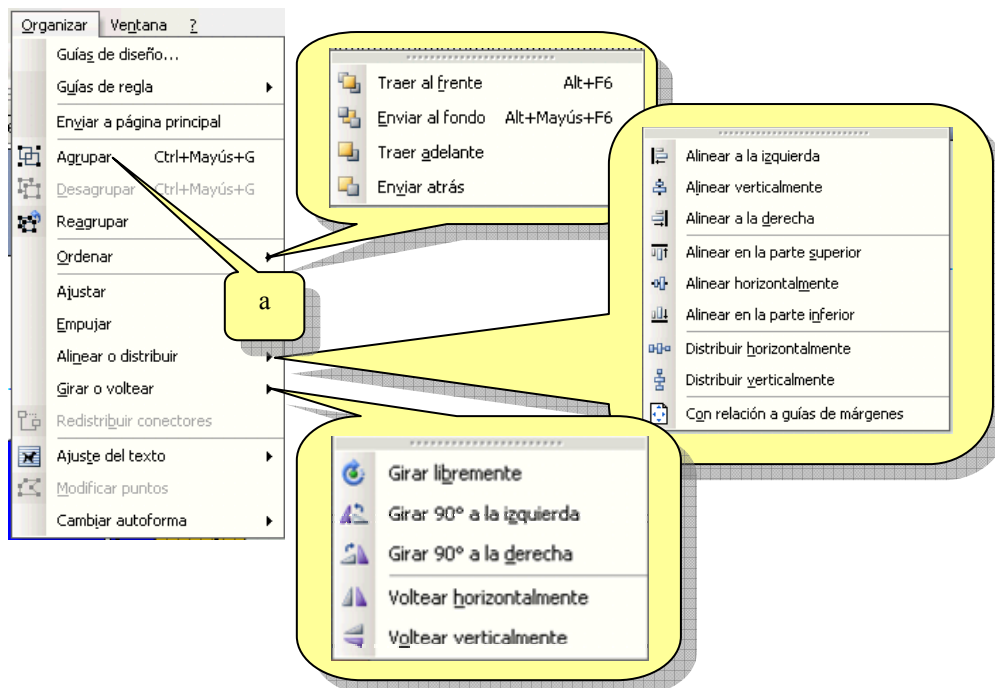 Organizar Ventana ?
Guías de diseño...
Guías de regla
Enviar a página principal
Agrupar Ctrl+Mayús+G
Desagrupar Ctrl+Mayús+G
Reagrupar
Ordenar
Ajustar
Empujar
Alinear o distribuir
Girar o voltear
Redistribuir conectores
Ajuste del texto
Modificar puntos
Cambiar autoforma
a
Traer al frente Alt+F6
Enviar al fondo Alt+Mayús+F6
Traer adelante
Enviar atrás
Alinear a la izquierda
Alinear verticalmente
Alinear a la derecha
Alinear en la parte superior
Alinear horizontalmente
Alinear en la parte inferior
Distribuir horizontalmente
Distribuir verticalmente
Con relación a guías de márgenes
Girar libremente
Girar 90° a la izquierda
Girar 90° a la derecha
Voltear horizontalmente
Voltear verticalmente